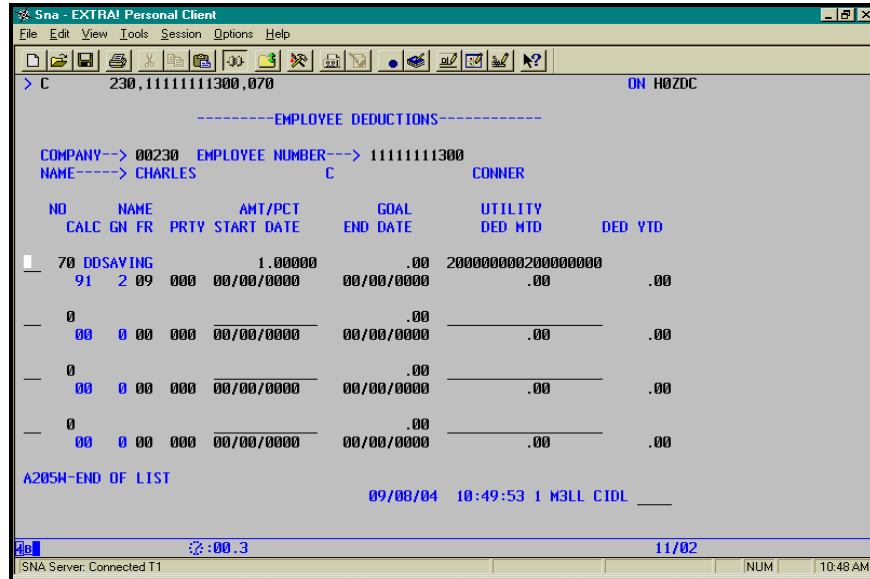 Sna - EXTRA! Personal Client
File Edit View Tools Session Options Help
> C 230,11111111300,070 ON H0ZDC
---------EMPLOYEE DEDUCTIONS------------
COMPANY--> 00230 EMPLOYEE NUMBER---> 11111111300
NAME-----> CHARLES C CONNER
NO NAME AMT/PCT GOAL UTILITY
CALC GN FR PRTY START DATE END DATE DED MTD DED YTD
70 DDSAVING 1.00000 .00 200000000200000000
91 2 09 000 00/00/0000 00/00/0000 .00 .00
0 .00
00 0 00 000 00/00/0000 00/00/0000 .00 .00
0 .00
00 0 00 000 00/00/0000 00/00/0000 .00 .00
0 .00
00 0 00 000 00/00/0000 00/00/0000 .00 .00
A205W-END OF LIST
09/08/04 10:49:53 1 M3LL CIDL ____
4B :00.3 11/02
SNA Server: Connected T1 NUM 10:48 AM